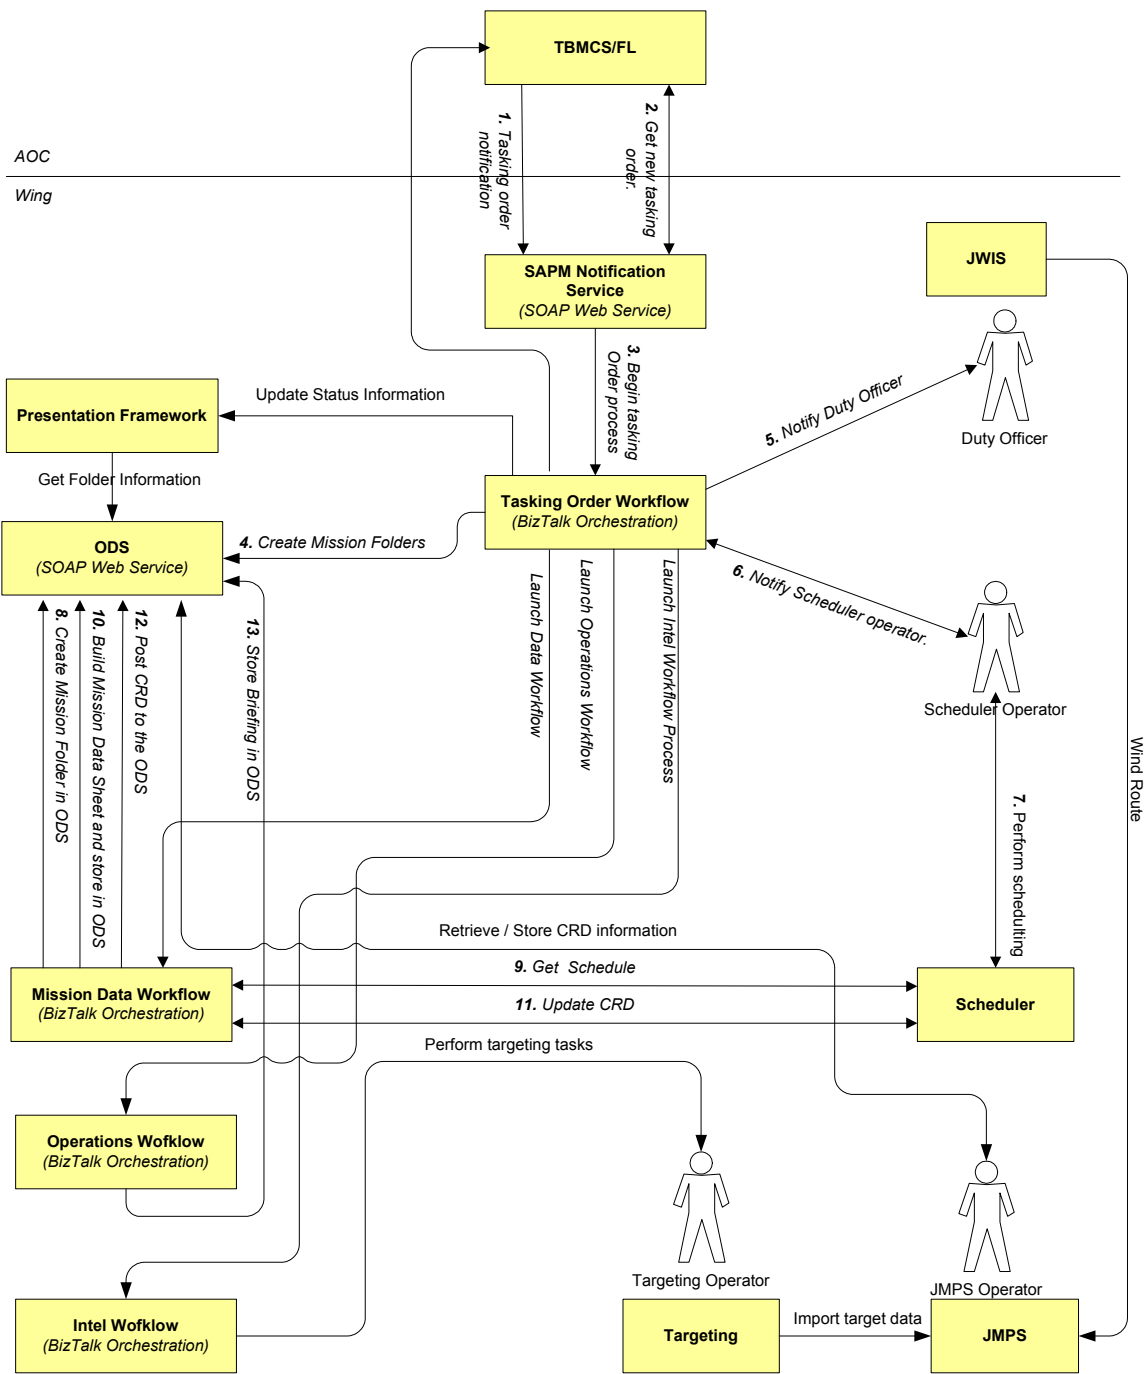 TBMCS/FL
1. Tasking order
notification
2. Get new tasking
order.
AOC
Wing
SAPM Notification
Service
(SOAP Web Service)
JWIS
3. Begin tasking
Order process
Update Status Information
Presentation Framework
5. Notify Duty Officer
Duty Officer
Get Folder Information
Tasking Order Workflow
(BizTalk Orchestration)
ODS
(SOAP Web Service)
4. Create Mission Folders
6. Notify Scheduler operator.
Launch Data Workflow
Launch Operations Workflow
Launch Intel Workflow Process
8. Create Mission Folder in ODS
10. Build Mission Data Sheet and store in ODS
12. Post CRD to the ODS
13. Store Briefing in ODS
Scheduler Operator
Wind Route
7. Perform schedulting
Retrieve / Store CRD information
9. Get Schedule
Mission Data Workflow
(BizTalk Orchestration)
11. Update CRD
Scheduler
Perform targeting tasks
Operations Wofklow
(BizTalk Orchestration)
Targeting Operator
JMPS Operator
Intel Wofklow
(BizTalk Orchestration)
Targeting
Import target data
JMPS